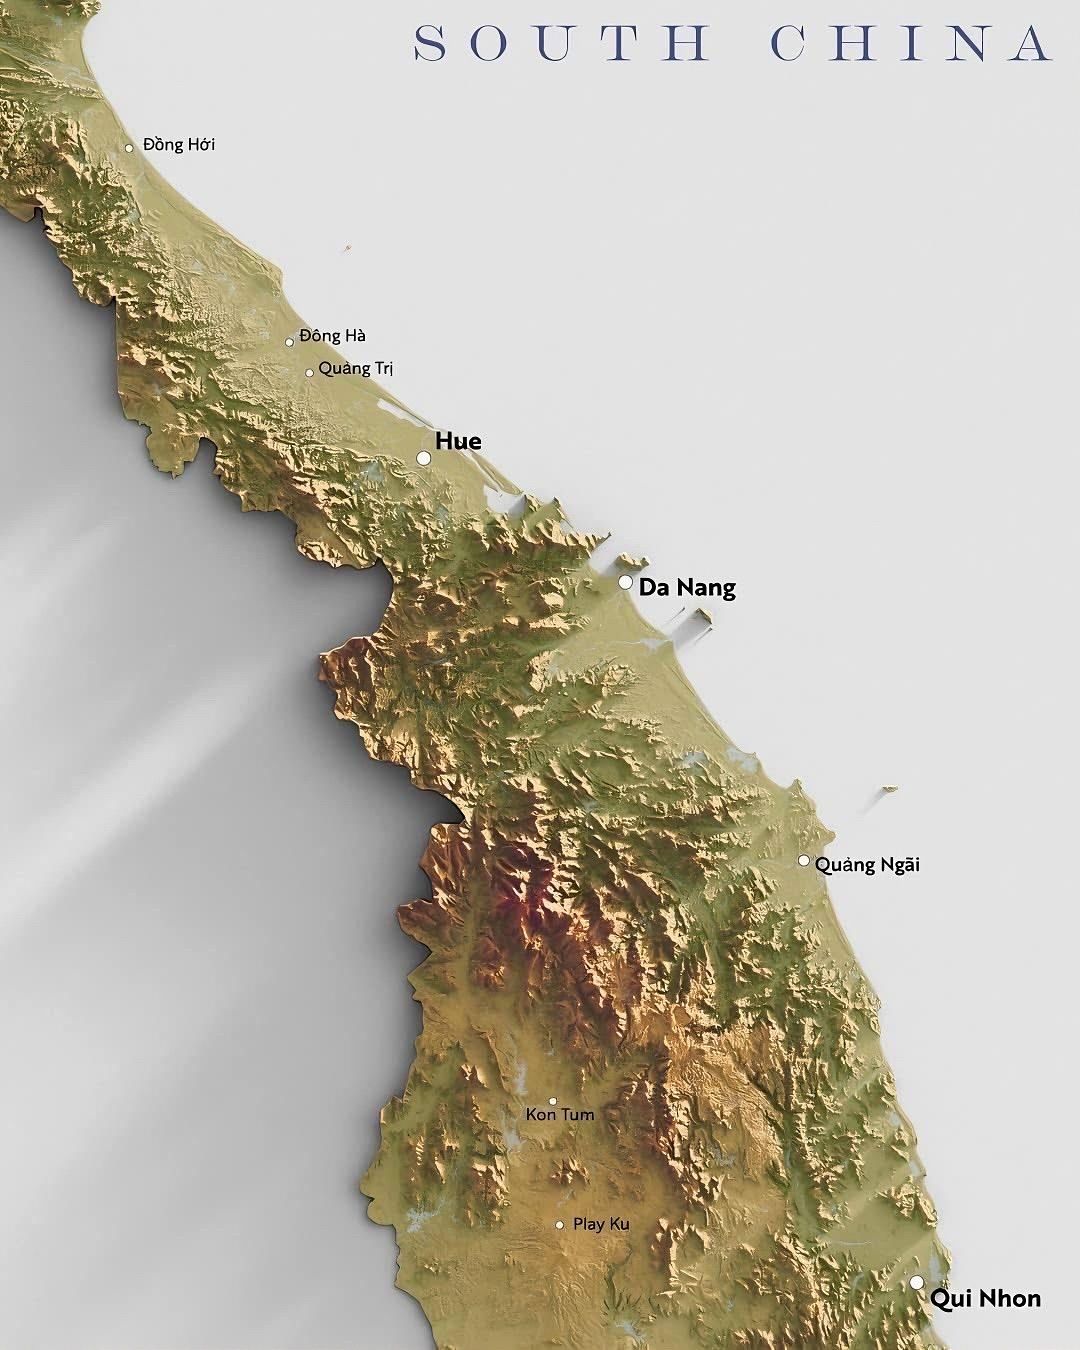 SOUTH CHINA
Đồng Hới
Đông Hà
Quảng Trị
Hue
Da Nang
Quảng Ngãi
Kon Tum
Play Ku
Qui Nhon